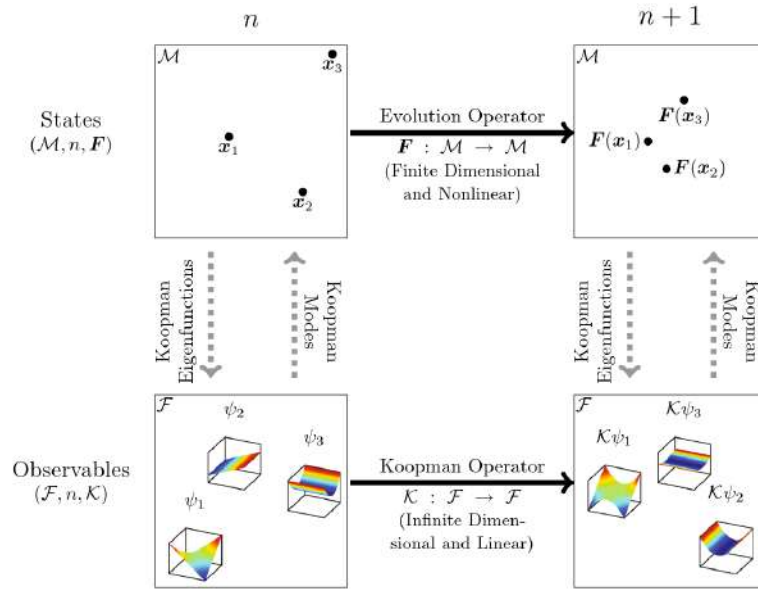 n
n + 1
M
x₃
x₁
x₂
States
(M, n, F)
Evolution Operator
F : M → M
(Finite Dimensional
and Nonlinear)
M
F(x₃)
F(x₁)
F(x₂)
Koopman
Eigenfunctions
Koopman
Modes
Koopman
Eigenfunctions
Koopman
Modes
F
ψ₂
ψ₃
ψ₁
Observables
(F, n, K)
Koopman Operator
K : F → F
(Infinite Dimen-
sional and Linear)
F
Kψ₃
Kψ₁
Kψ₂